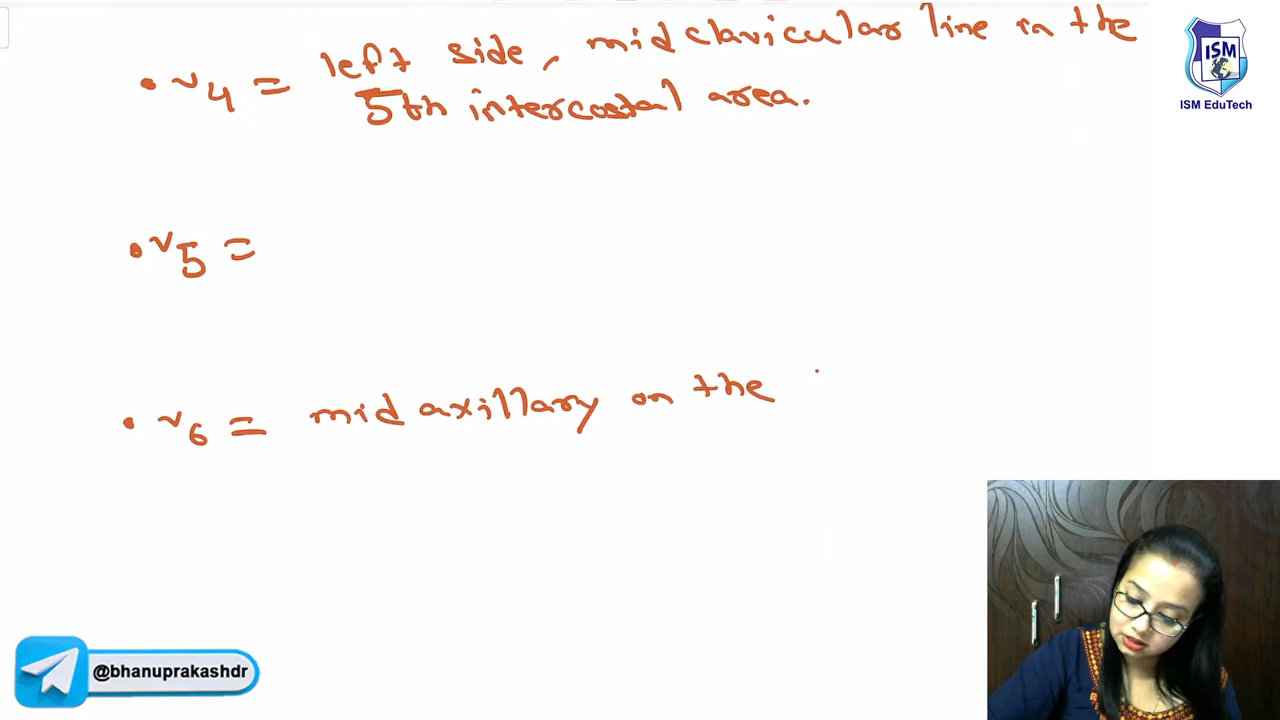 • v4 = left side, midclavicular line in the
5th intercostal area.
• v5 =
• v6 = mid axillary on the
ISM
ISM EduTech
@bhanuprakashdr